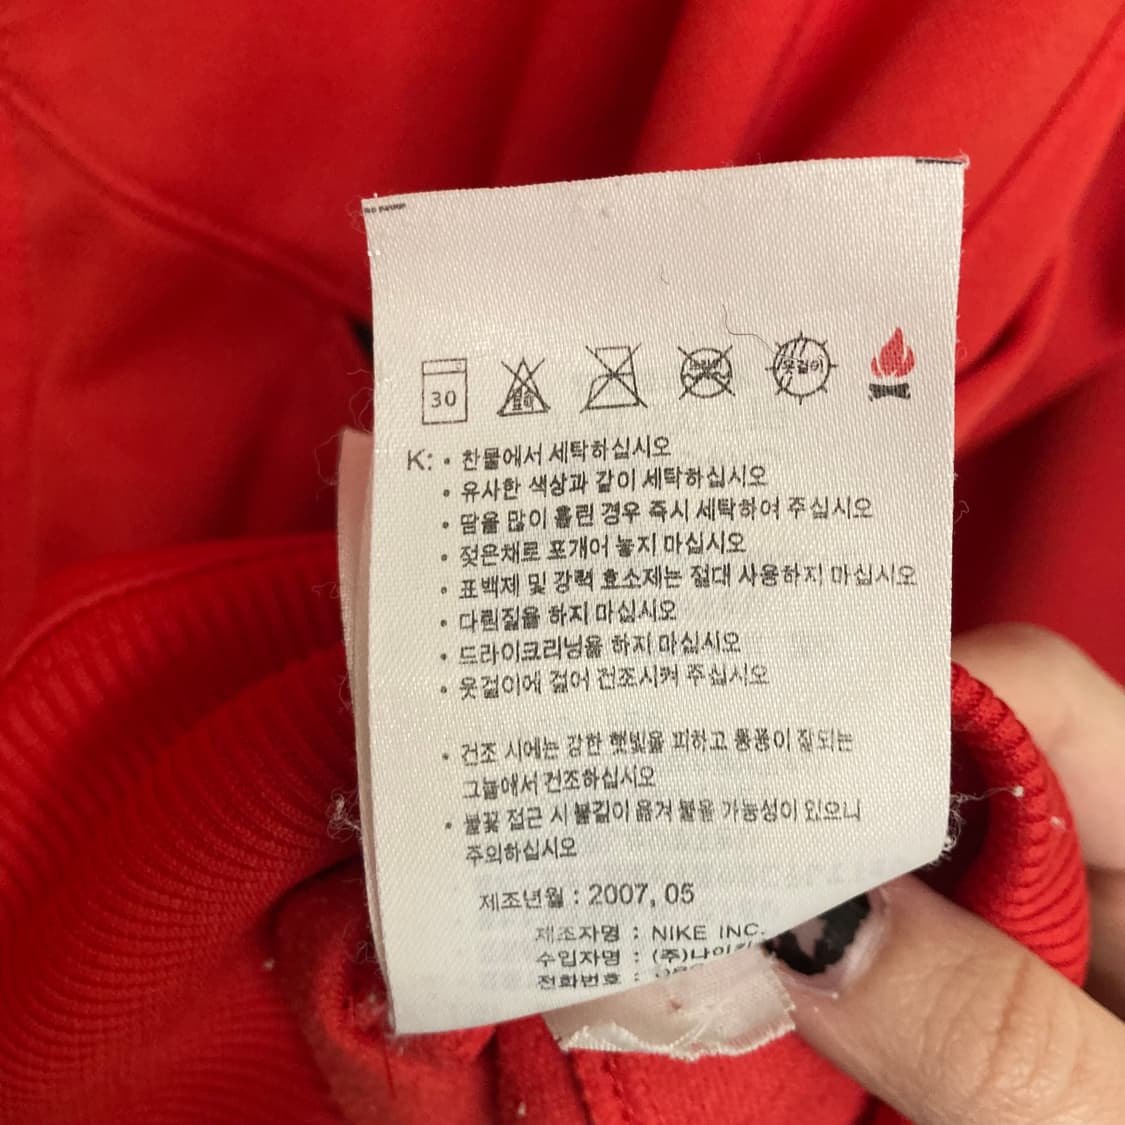 30
염소
옷걸이
K: • 찬물에서 세탁하십시오
• 유사한 색상과 같이 세탁하십시오
• 땀을 많이 흘린 경우 즉시 세탁하여 주십시오
• 젖은채로 포개어 놓지 마십시오
• 표백제 및 강력 효소제는 절대 사용하지 마십시오
• 다림질을 하지 마십시오
• 드라이크리닝을 하지 마십시오
• 옷걸이에 걸어 건조시켜 주십시오
• 건조 시에는 강한 햇빛을 피하고 통풍이 잘되는
그늘에서 건조하십시오
• 불꽃 접근 시 불길이 옮겨 붙을 가능성이 있으니
주의하십시오
제조년월 : 2007, 05
제조자명 : NIKE INC.
수입자명 : (주)나이키
전화번호 :